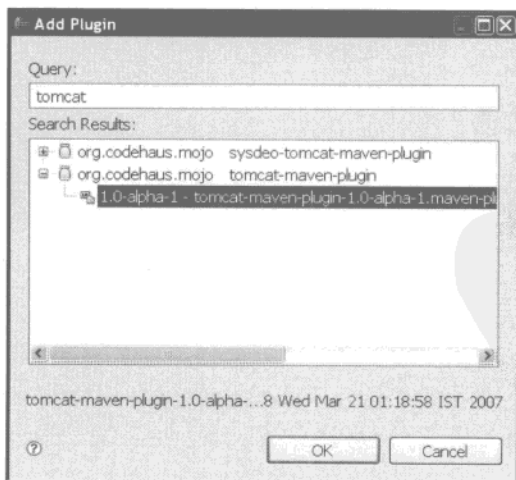 Add Plugin
Query:
tomcat
Search Results:
org.codehaus.mojo sysdeo-tomcat-maven-plugin
org.codehaus.mojo tomcat-maven-plugin
1.0-alpha-1 - tomcat-maven-plugin-1.0-alpha-1.maven-pl
tomcat-maven-plugin-1.0-alpha-...8 Wed Mar 21 01:18:58 IST 2007
OK Cancel